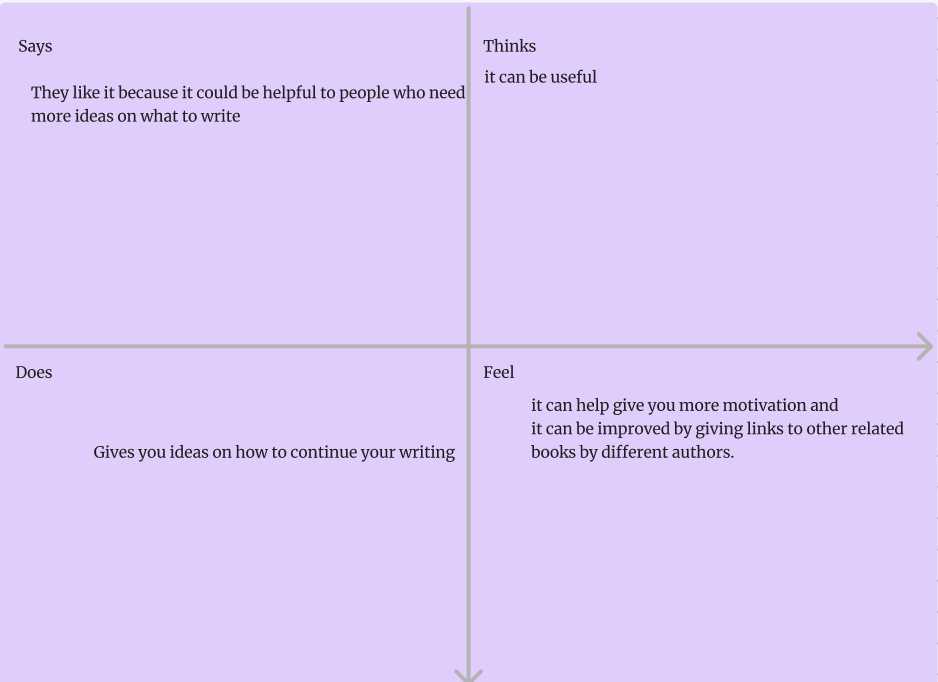 Says
They like it because it could be helpful to people who need
more ideas on what to write
Thinks
it can be useful
Does
Gives you ideas on how to continue your writing
Feel
it can help give you more motivation and
it can be improved by giving links to other related
books by different authors.